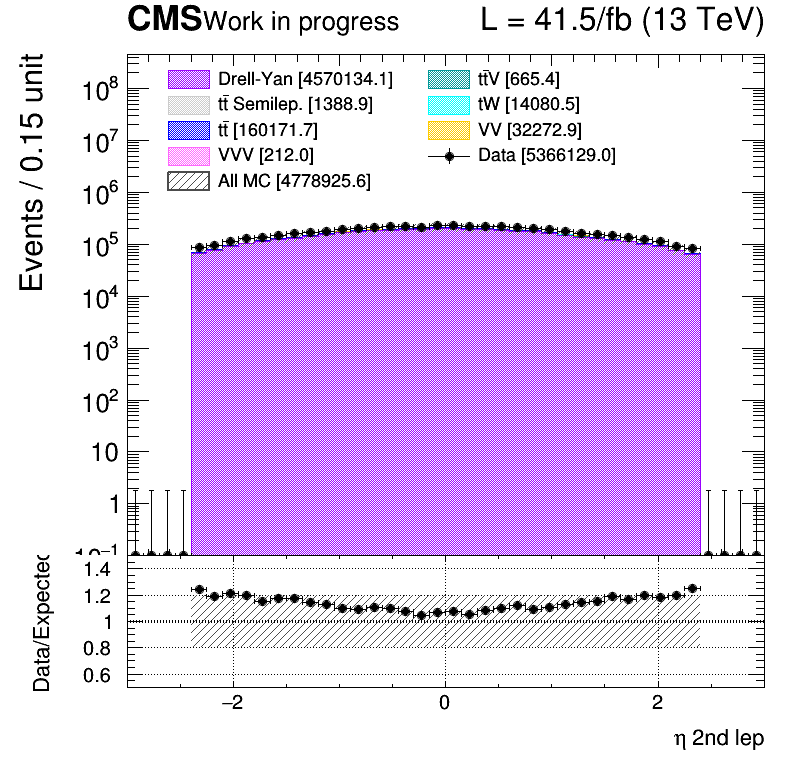 CMS Work in progress L = 41.5/fb (13 TeV)
Events / 0.15 unit
Drell-Yan [4570134.1]
tt̄ Semilep. [1388.9]
tt̄ [160171.7]
VVV [212.0]
All MC [4778925.6]
tt̄V [665.4]
tW [14080.5]
VV [32272.9]
Data [5366129.0]
10⁸
10⁷
10⁶
10⁵
10⁴
10³
10²
10
1
Data/Expected
1.4
1.2
1
0.8
0.6
−2 0 2
η 2nd lep